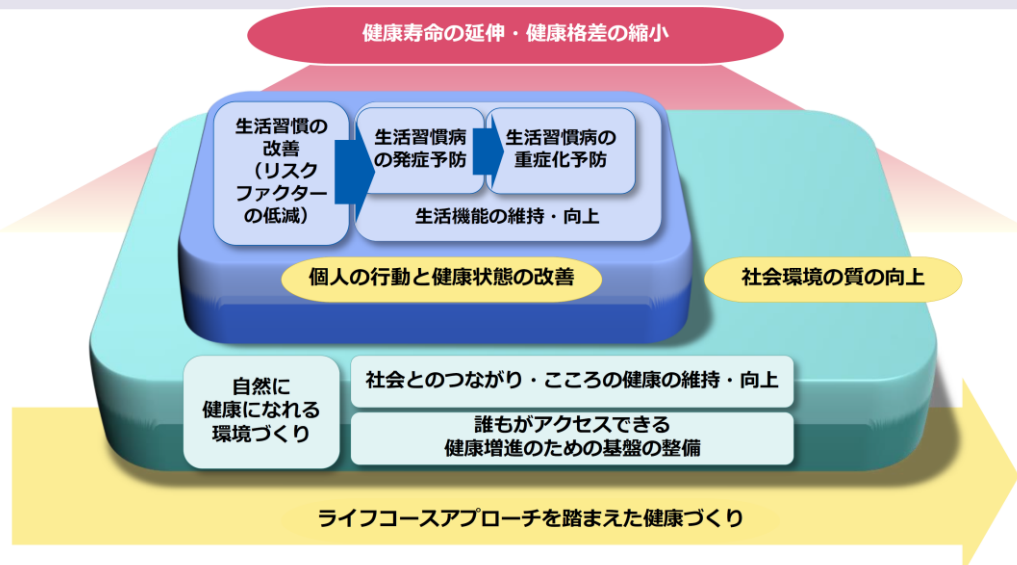 健康寿命の延伸・健康格差の縮小
生活習慣の
改善
（リスク
ファクター
の低減）
生活習慣病
の発症予防
生活習慣病の
重症化予防
生活機能の維持・向上
個人の行動と健康状態の改善
社会環境の質の向上
自然に
健康になれる
環境づくり
社会とのつながり・こころの健康の維持・向上
誰もがアクセスできる
健康増進のための基盤の整備
ライフコースアプローチを踏まえた健康づくり